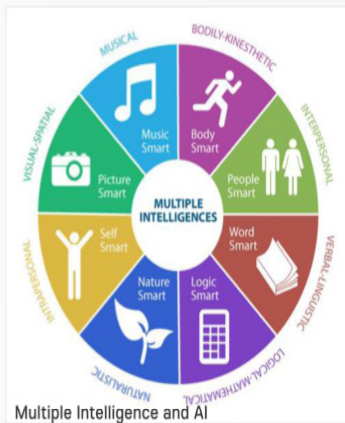 MUSICAL
BODILY-KINESTHETIC
INTERPERSONAL
VERBAL-LINGUISTIC
LOGICAL-MATHEMATICAL
NATURALISTIC
INTRAPERSONAL
VISUAL-SPATIAL
Music
Smart
Body
Smart
People
Smart
Word
Smart
Logic
Smart
Nature
Smart
Self
Smart
Picture
Smart
MULTIPLE
INTELLIGENCES
Multiple Intelligence and AI